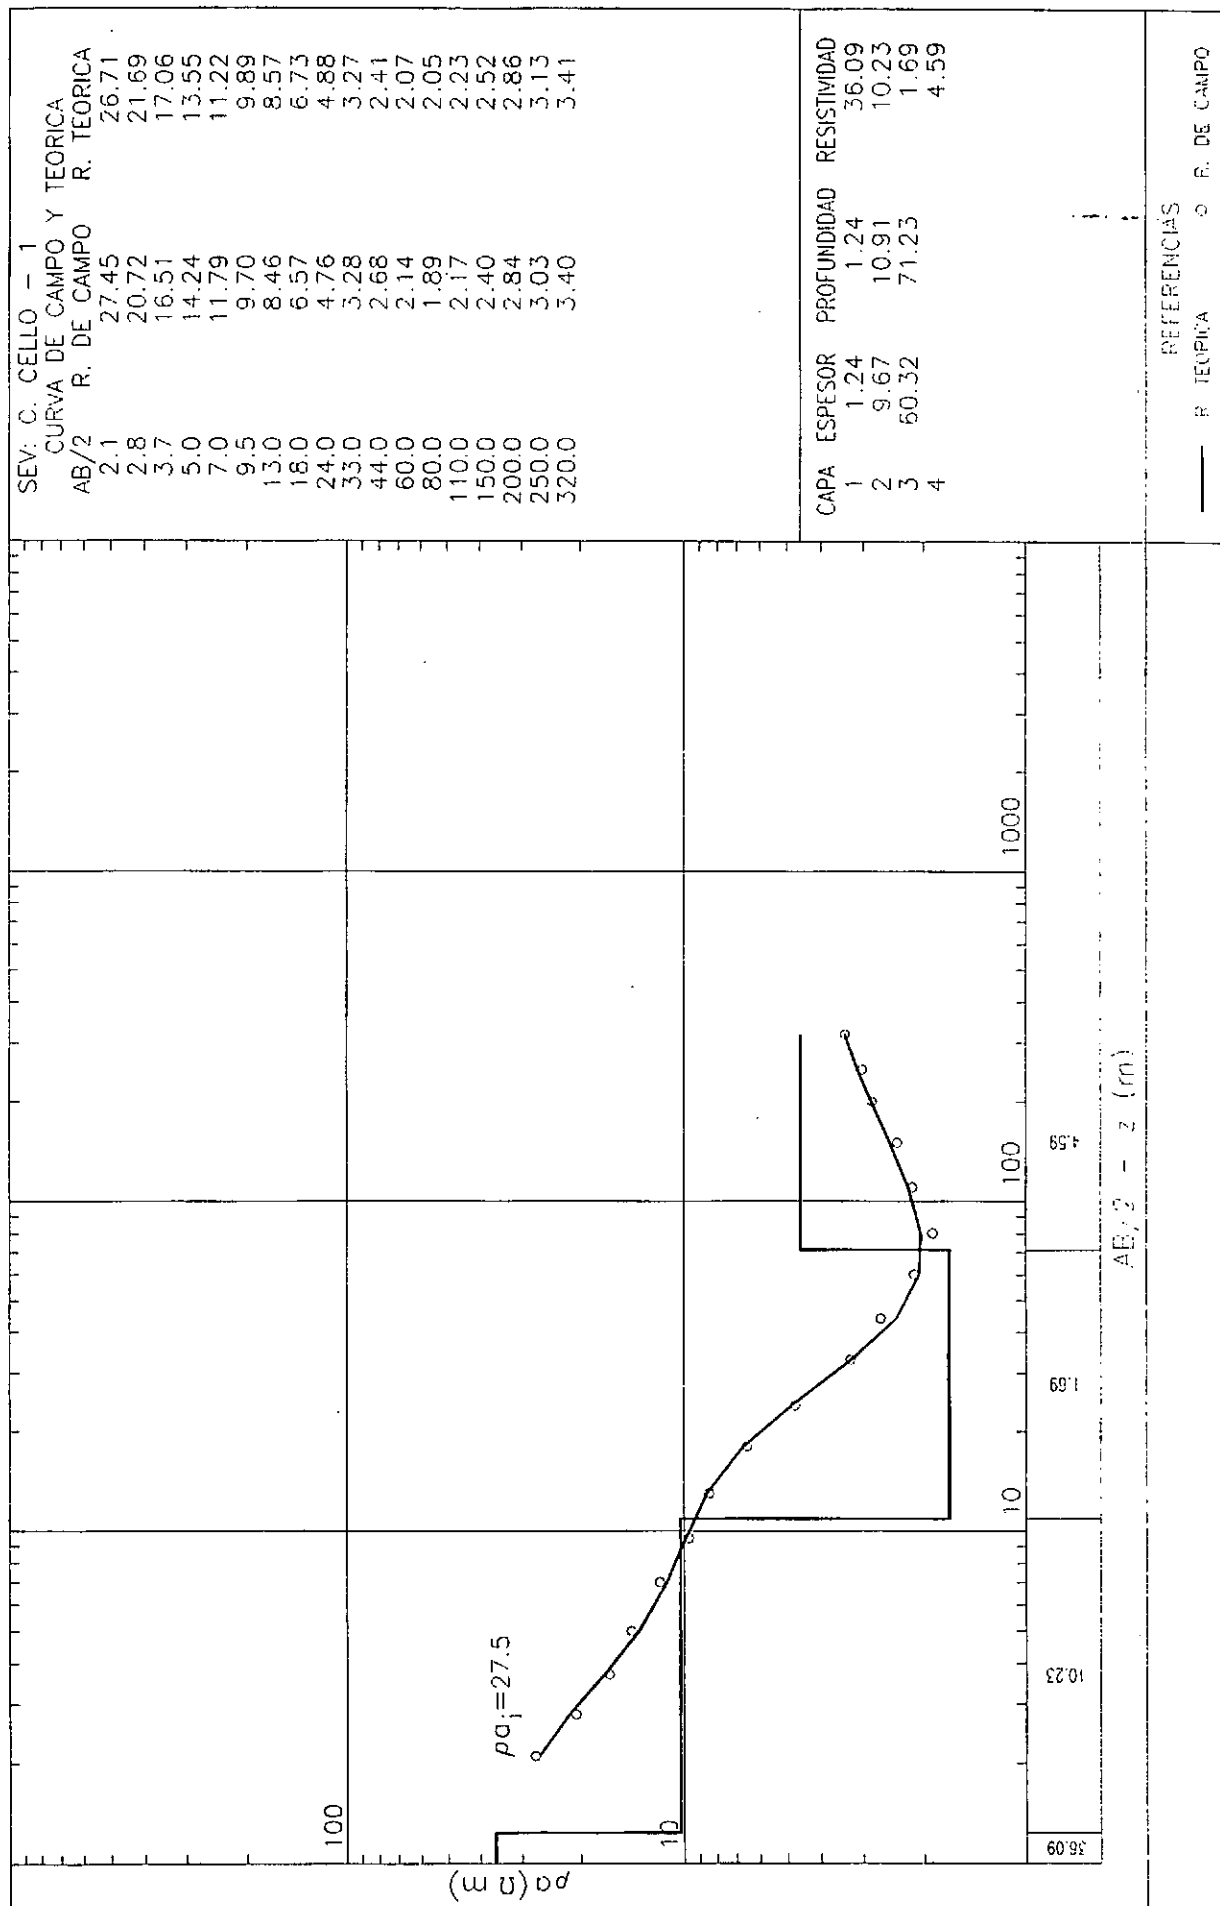 SEV: C. CELLO - 1
CURVA DE CAMPO Y TEORICA
AB/2 R. DE CAMPO R. TEORICA
2.1 27.45 26.71
2.8 20.72 21.69
3.7 16.51 17.06
5.0 14.24 13.55
7.0 11.79 11.22
9.5 9.70 9.89
13.0 8.46 8.57
18.0 6.57 6.73
24.0 4.76 4.88
33.0 3.28 3.27
44.0 2.68 2.41
60.0 2.14 2.07
80.0 1.89 2.05
110.0 2.17 2.23
150.0 2.40 2.52
200.0 2.84 2.86
250.0 3.03 3.13
320.0 3.40 3.41
CAPA ESPESOR PROFUNDIDAD RESISTIVIDAD
1 1.24 1.24 36.09
2 9.67 10.91 10.23
3 60.32 71.23 1.69
4 4.59
REFERENCIAS
R TEORICA o R. DE CAMPO
ρa(Ω m)
100
10
ρai=27.5
10
100
1000
36.09
10.23
1.69
4.59
AB/2 - z (m)